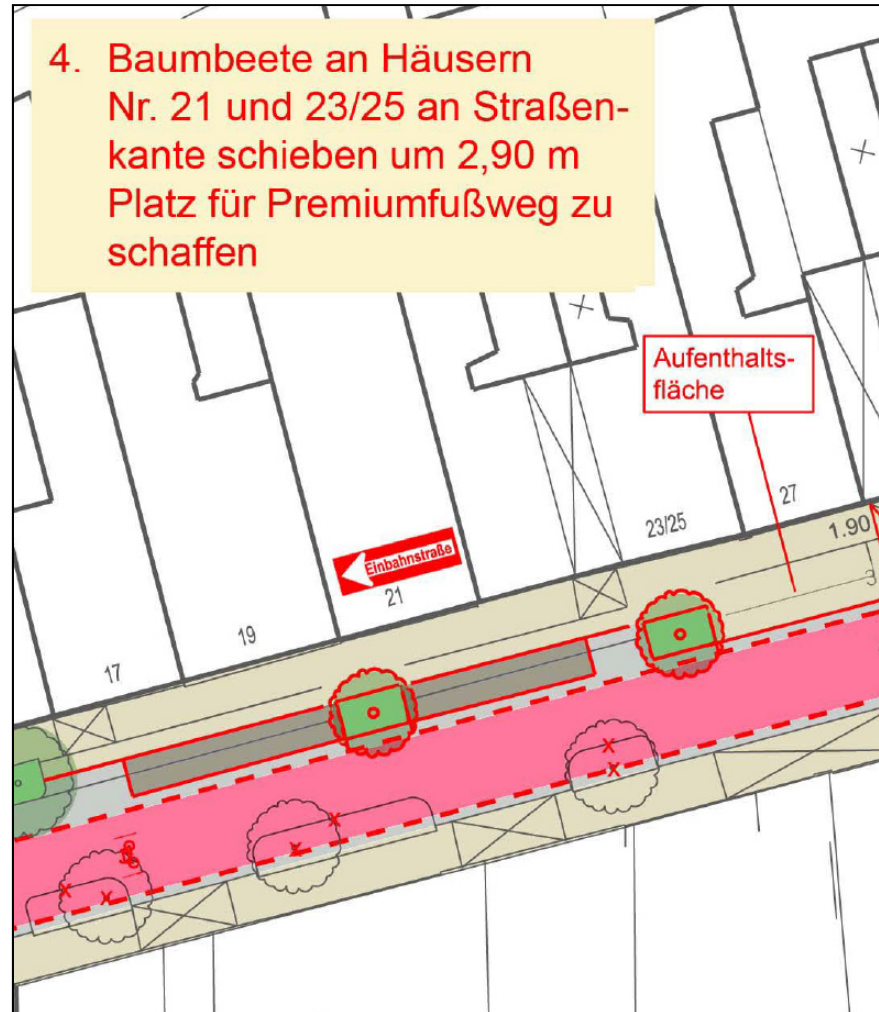 4. Baumbeete an Häusern
Nr. 21 und 23/25 an Straßen-
kante schieben um 2,90 m
Platz für Premiumfußweg zu
schaffen
Aufenthalts-
fläche
27
23/25
1.90
Einbahnstraße
21
3
19
17